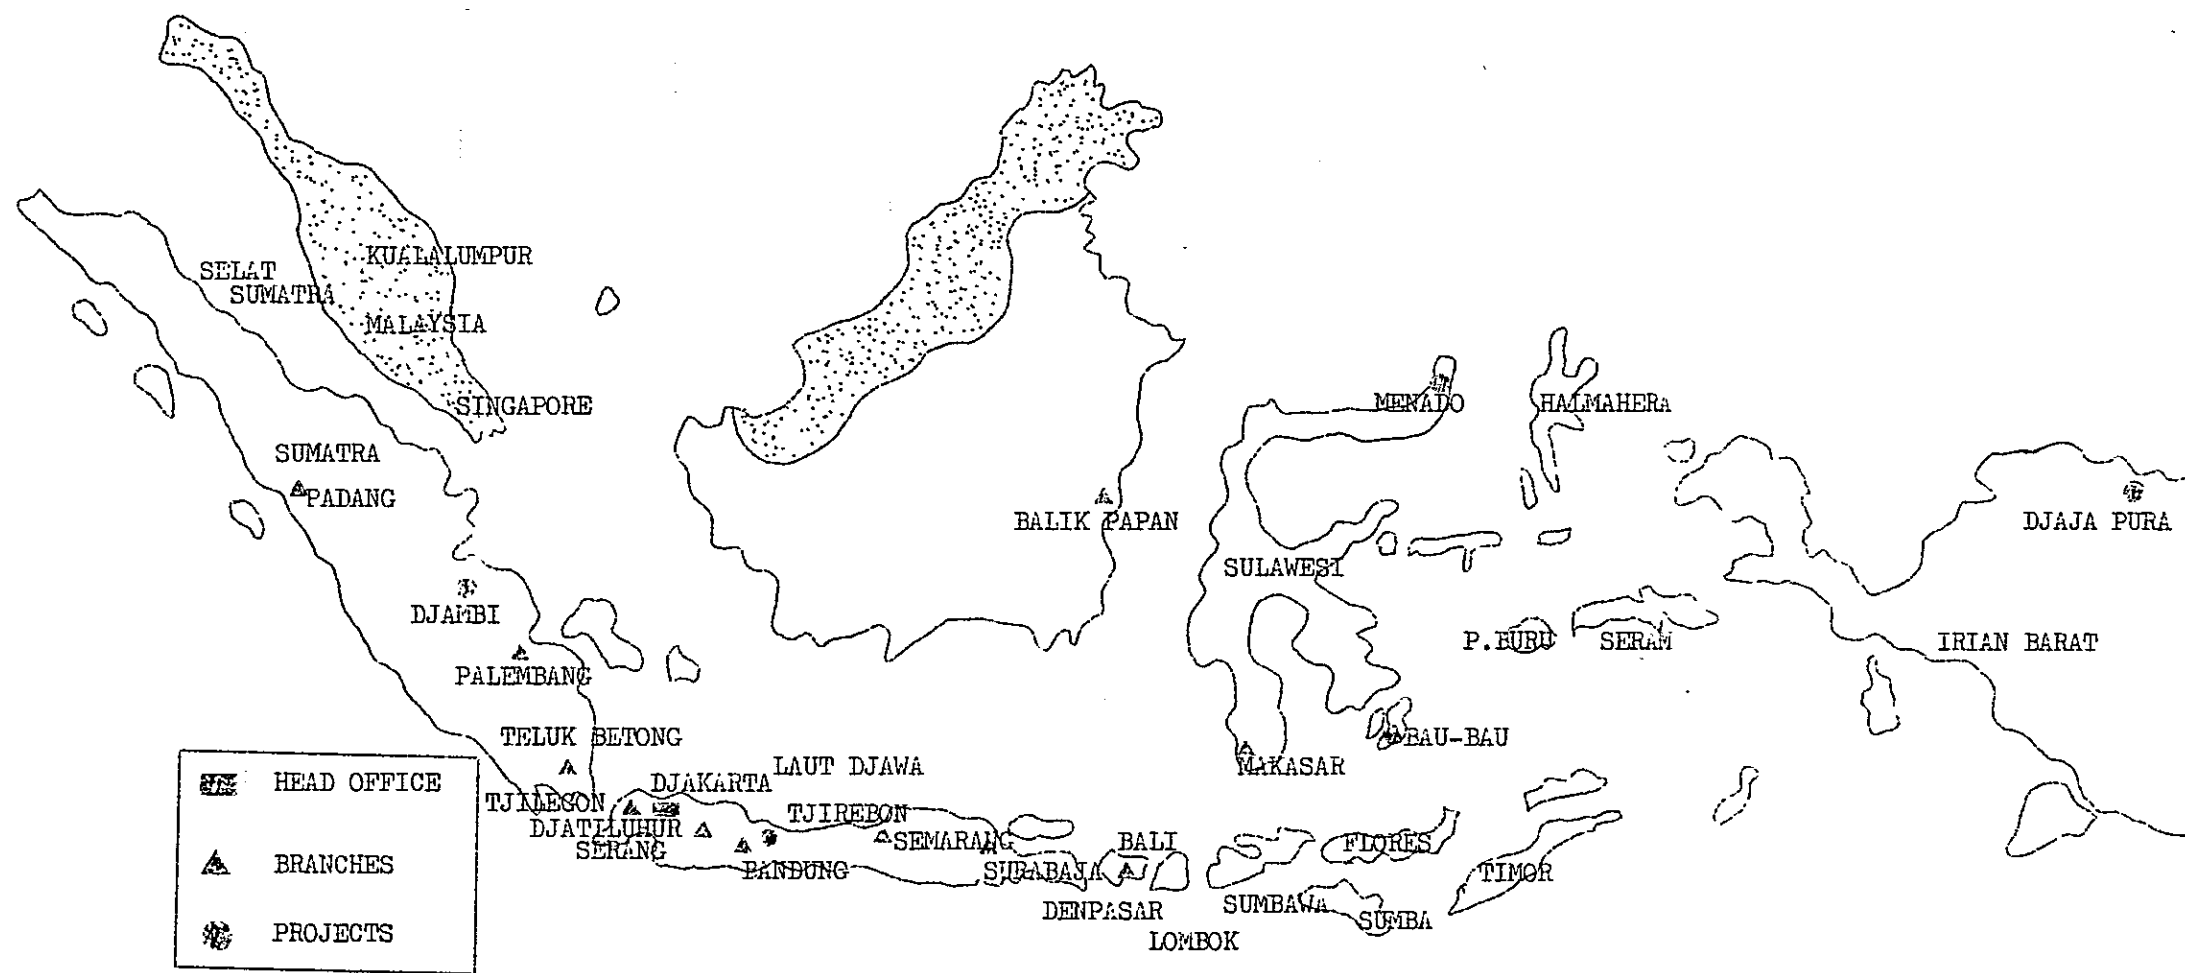 KUALALUMPUR
SELAT
SUMATRA
MALAYSIA
SINGAPORE
MENADO
HALMAHERA
SUMATRA
PADANG
BALIK PAPAN
DJAJA PURA
SULAWESI
DJAMBI
P.BURU
SERAM
IRIAN BARAT
PALEMBANG
TELUK BETONG
BAU-BAU
LAUT DJAWA
MAKASAR
DJAKARTA
TJILEGON
TJIREBON
DJATILUHUR
SERANG
SEMARANG
BALI
FLORES
BANDUNG
SURABAJA
TIMOR
DENPASAR
SUMBAWA
SUMBA
LOMBOK
HEAD OFFICE
BRANCHES
PROJECTS